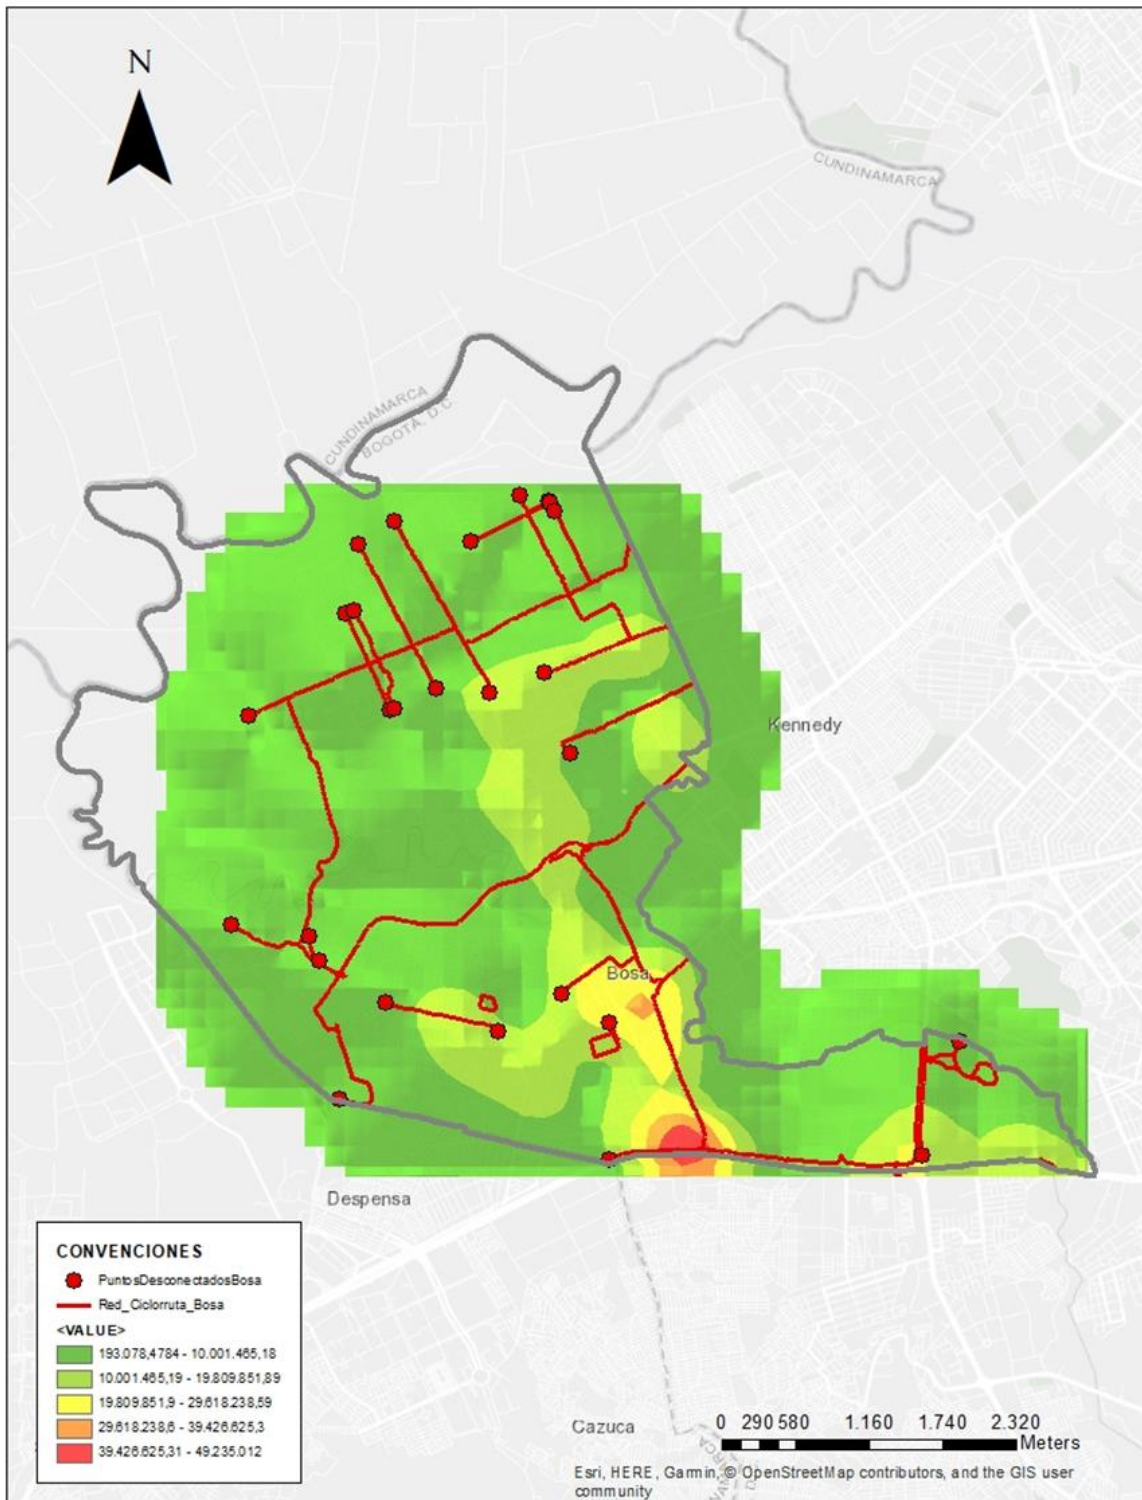 N
CUNDINAMARCA
CUNDINAMARCA
BOGOTÁ, D.C
Kennedy
Bosa
Despensa
CONVENCIONES
PuntosDesconectadosBosa
Red_Ciclorruta_Bosa
<VALUE>
193.078,4784 - 10.001.465,18
10.001.465,19 - 19.809.851,89
19.809.851,9 - 29.618.238,59
29.618.238,6 - 39.426.625,3
39.426.625,31 - 49.235.012
Cazuca
0 290 580 1.160 1.740 2.320
Meters
Esri, HERE, Garmin, © OpenStreetMap contributors, and the GIS user
community